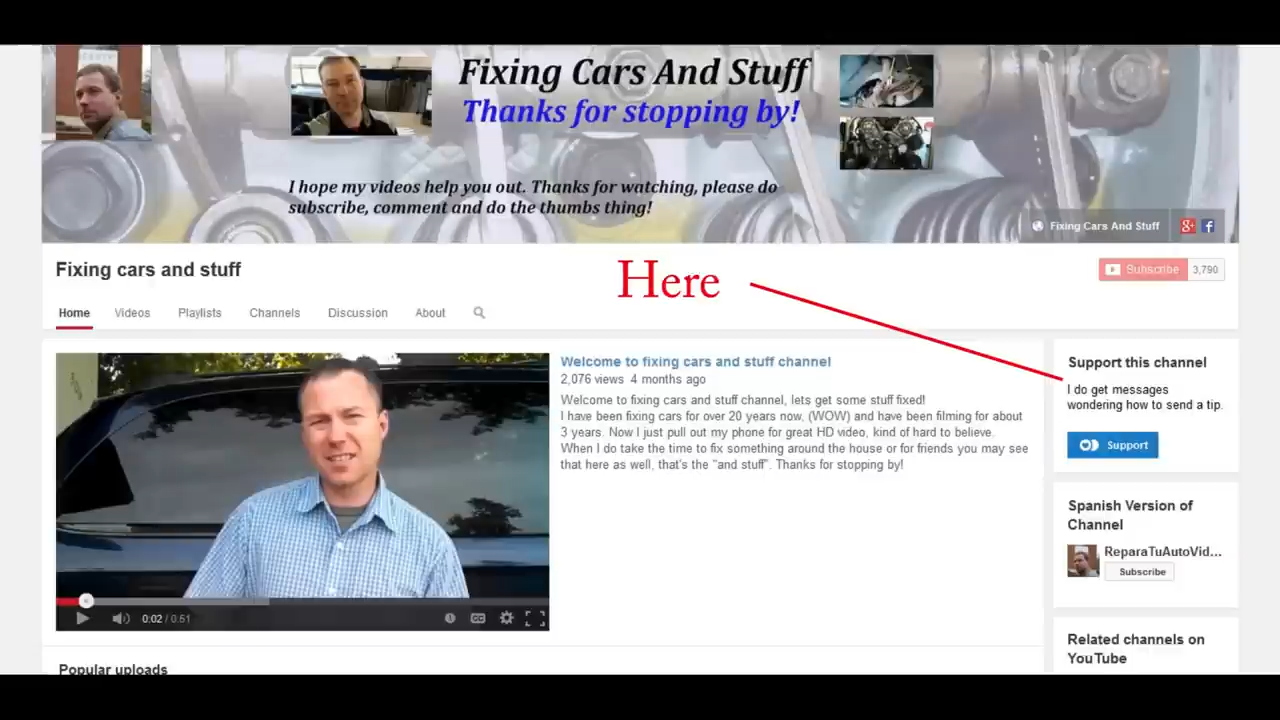 Fixing Cars And Stuff
Thanks for stopping by!
I hope my videos help you out. Thanks for watching, please do
subscribe, comment and do the thumbs thing!
Fixing Cars And Stuff
g+ f
Fixing cars and stuff
Here
Subscribe 3,790
Home Videos Playlists Channels Discussion About
Welcome to fixing cars and stuff channel
2,076 views 4 months ago
Welcome to fixing cars and stuff channel, lets get some stuff fixed!
I have been fixing cars for over 20 years now, (WOW) and have been filming for about
3 years. Now I just pull out my phone for great HD video, kind of hard to believe.
When I do take the time to fix something around the house or for friends you may see
that here as well, that's the "and stuff". Thanks for stopping by!
0:02 / 0:51
CC
Support this channel
I do get messages
wondering how to send a tip.
Support
Spanish Version of
Channel
ReparaTuAutoVid...
Subscribe
Related channels on
YouTube
Popular uploads